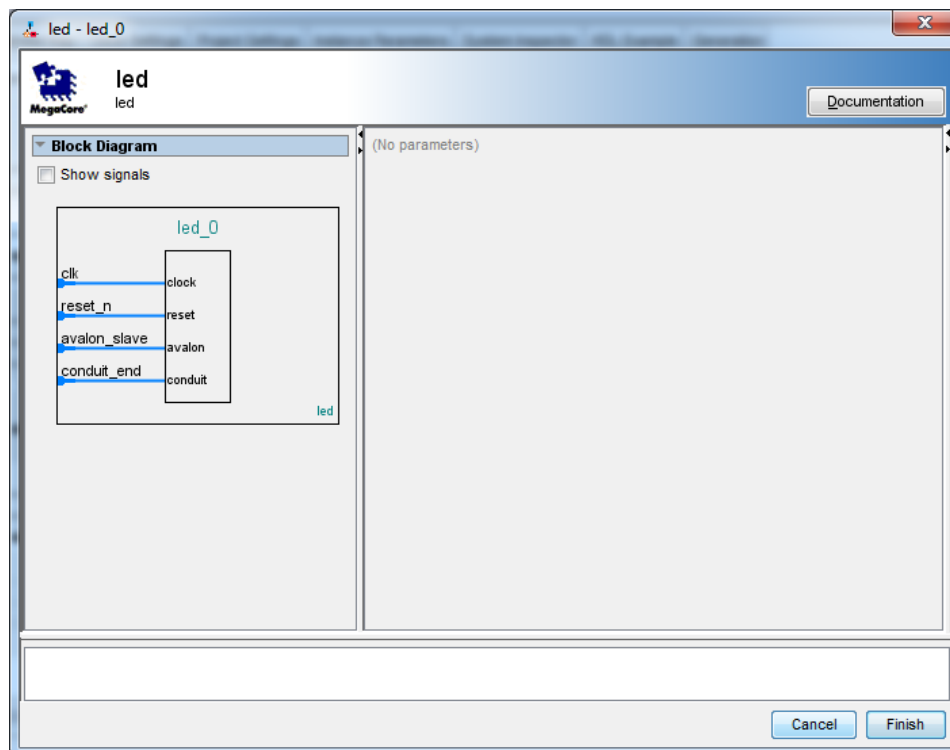 led - led_0
led
led
MegaCore®
Documentation
Block Diagram
(No parameters)
Show signals
led_0
clk
clock
reset_n
reset
avalon_slave
avalon
conduit_end
conduit
led
Cancel
Finish